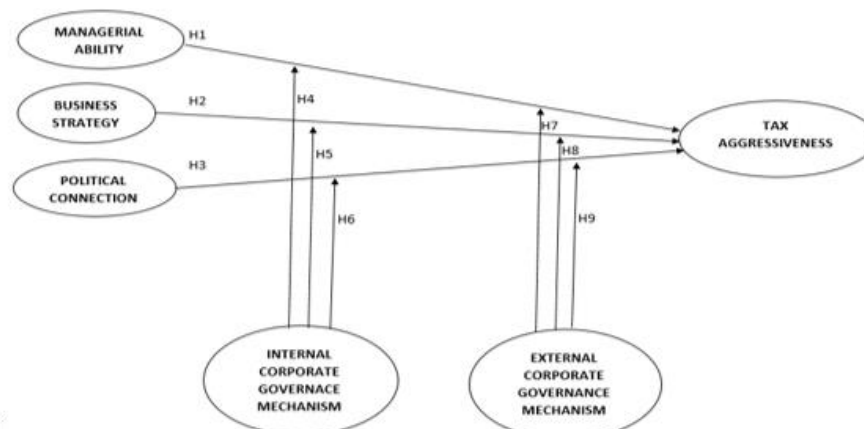 MANAGERIAL
ABILITY
H1
BUSINESS
STRATEGY
H2
H4
H7
TAX
AGGRESSIVENESS
H5
H8
POLITICAL
CONNECTION
H3
H6
H9
INTERNAL
CORPORATE
GOVERNACE
MECHANISM
EXTERNAL
CORPORATE
GOVERNANCE
MECHANISM